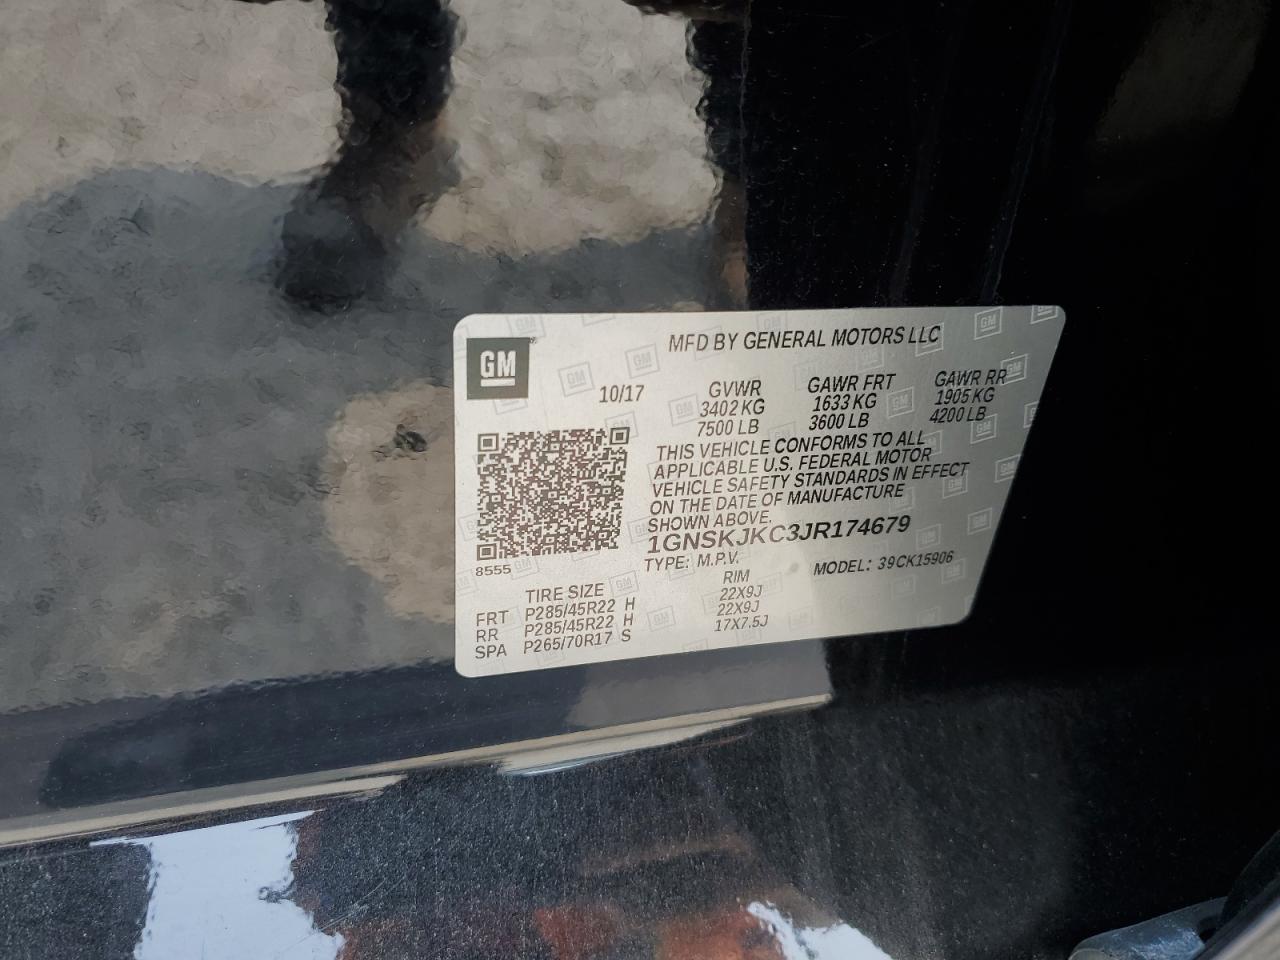 MFD BY GENERAL MOTORS LLC
GM
10/17 GVWR GAWR FRT GAWR RR
3402 KG 1633 KG 1905 KG
7500 LB 3600 LB 4200 LB
THIS VEHICLE CONFORMS TO ALL
APPLICABLE U.S. FEDERAL MOTOR
VEHICLE SAFETY STANDARDS IN EFFECT
ON THE DATE OF MANUFACTURE
SHOWN ABOVE.
1GNSKJKC3JR174679
8555 TYPE: M.P.V. MODEL: 39CK15906
TIRE SIZE RIM
FRT P285/45R22 H 22X9J
RR P285/45R22 H 22X9J
SPA P265/70R17 S 17X7.5J